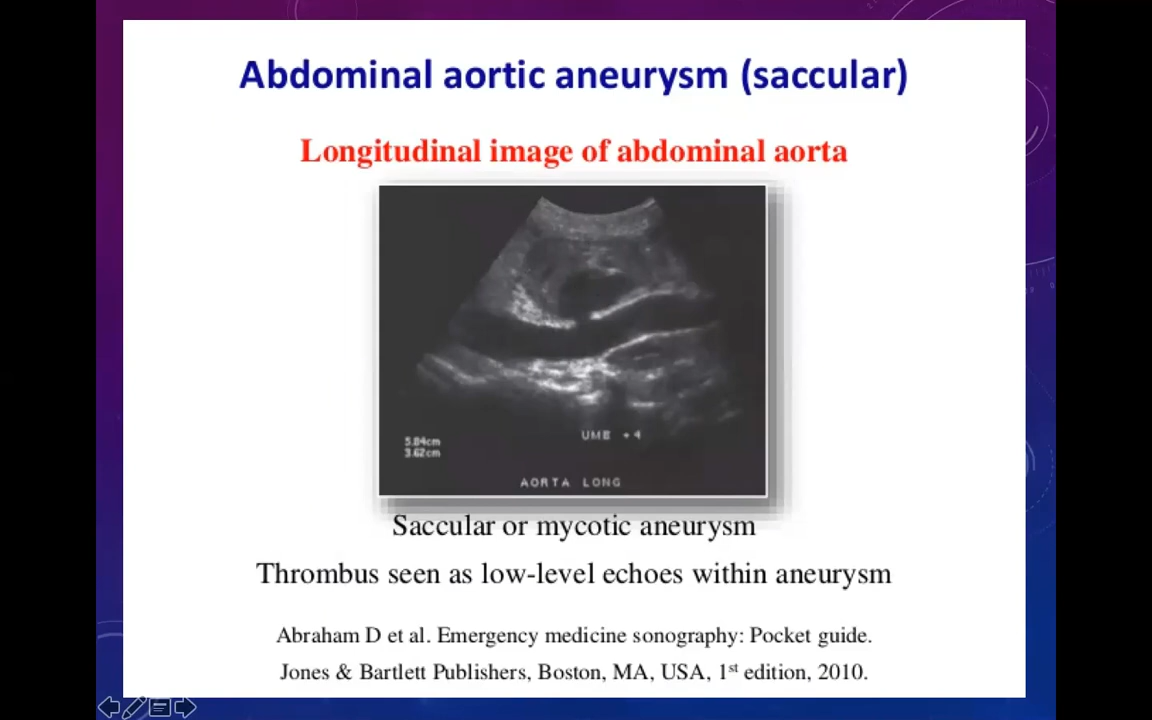 Abdominal aortic aneurysm (saccular)
Longitudinal image of abdominal aorta
5.84cm
3.62cm
UMB +4
AORTA LONG
Saccular or mycotic aneurysm
Thrombus seen as low-level echoes within aneurysm
Abraham D et al. Emergency medicine sonography: Pocket guide.
Jones & Bartlett Publishers, Boston, MA, USA, 1st edition, 2010.